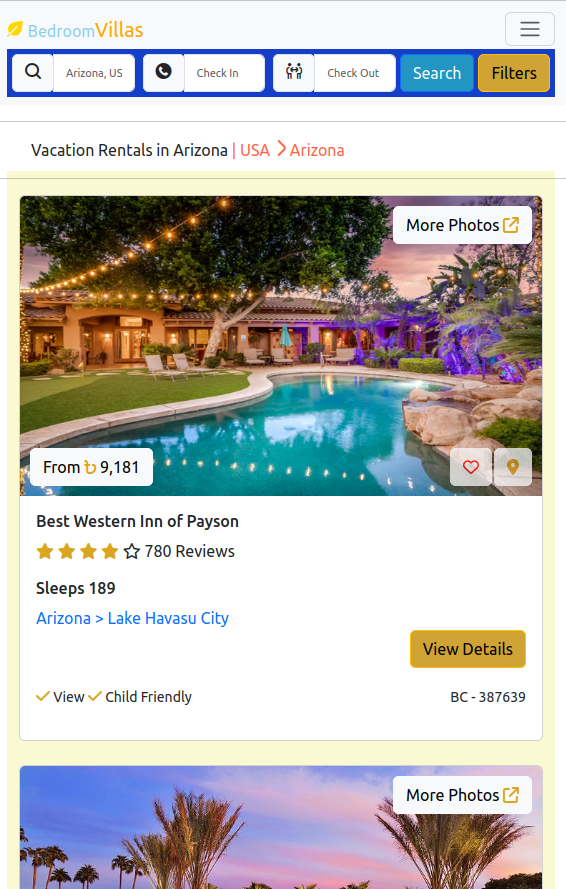 BedroomVillas
Arizona, US
Check In
Check Out
Search
Filters
Vacation Rentals in Arizona | USA > Arizona
More Photos
From ৳ 9,181
Best Western Inn of Payson
780 Reviews
Sleeps 189
Arizona > Lake Havasu City
View Details
View Child Friendly BC - 387639
More Photos